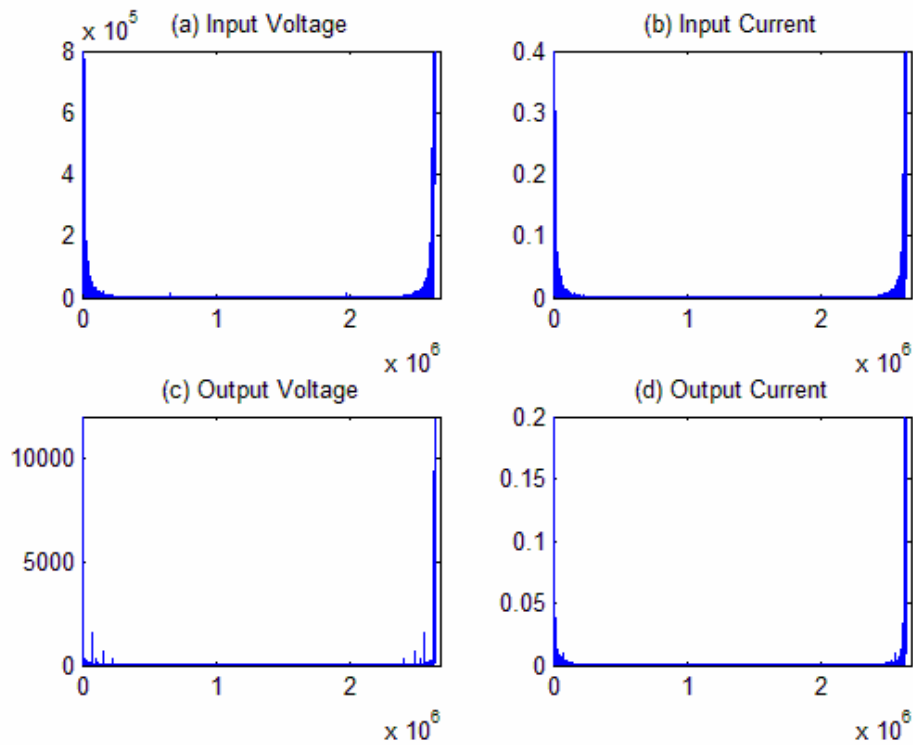 x 10^5 (a) Input Voltage
8
6
4
2
0
0 1 2
x 10^6
(b) Input Current
0.4
0.3
0.2
0.1
0
0 1 2
x 10^6
(c) Output Voltage
10000
5000
0
0 1 2
x 10^6
(d) Output Current
0.2
0.15
0.1
0.05
0
0 1 2
x 10^6